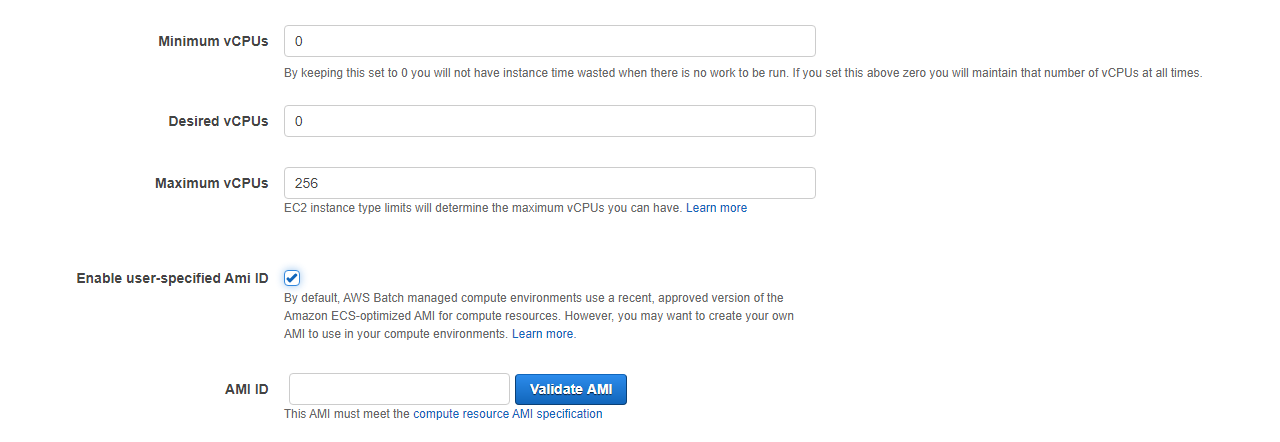 Minimum vCPUs 0
By keeping this set to 0 you will not have instance time wasted when there is no work to be run. If you set this above zero you will maintain that number of vCPUs at all times.
Desired vCPUs 0
Maximum vCPUs 256
EC2 instance type limits will determine the maximum vCPUs you can have. Learn more
Enable user-specified Ami ID
By default, AWS Batch managed compute environments use a recent, approved version of the
Amazon ECS-optimized AMI for compute resources. However, you may want to create your own
AMI to use in your compute environments. Learn more.
AMI ID Validate AMI
This AMI must meet the compute resource AMI specification